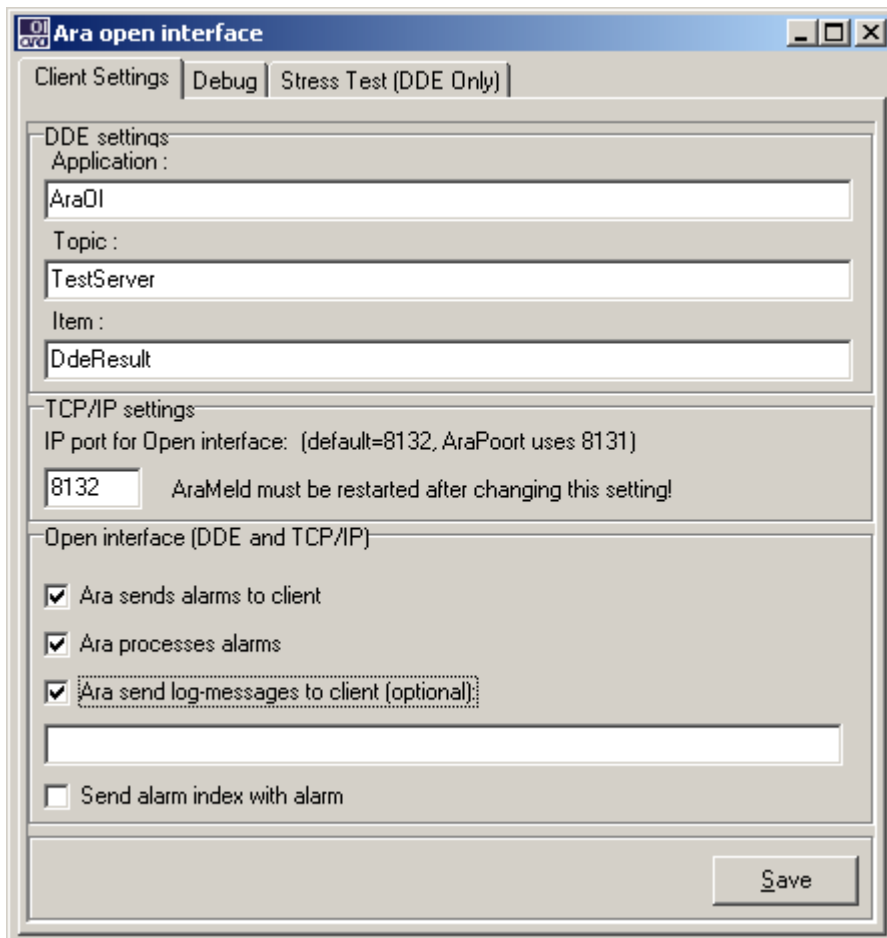 OI
ara
Ara open interface
Client Settings
Debug
Stress Test (DDE Only)
DDE settings
Application :
AraOI
Topic :
TestServer
Item :
DdeResult
TCP/IP settings
IP port for Open interface:  (default=8132, AraPoort uses 8131)
8132
AraMeld must be restarted after changing this setting!
Open interface (DDE and TCP/IP)
Ara sends alarms to client
Ara processes alarms
Ara send log-messages to client (optional):
Send alarm index with alarm
Save